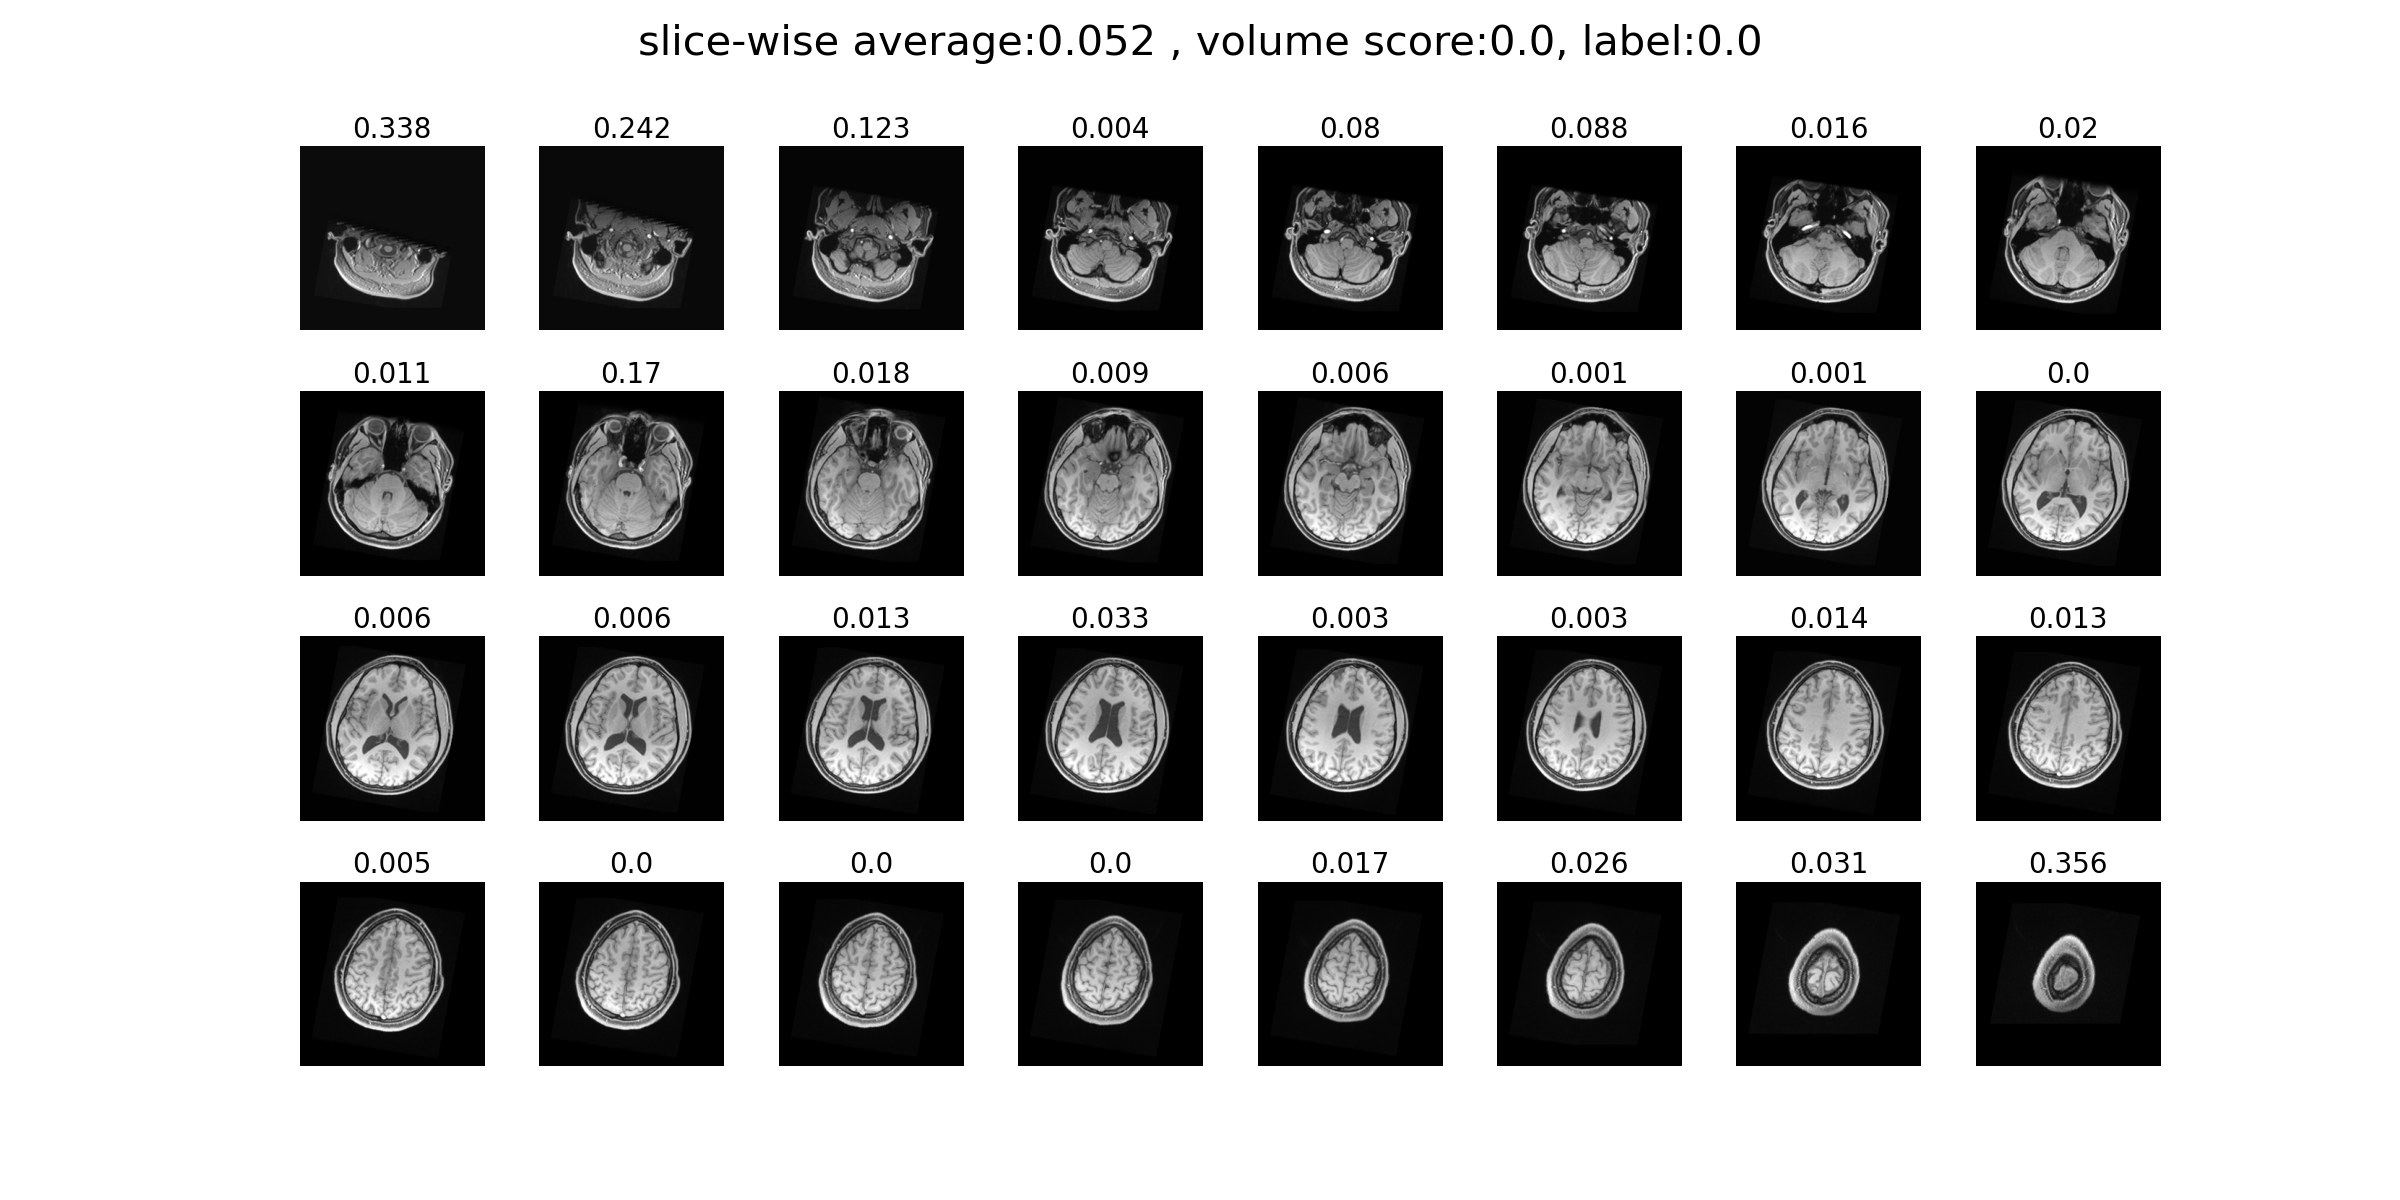 slice-wise average:0.052 , volume score:0.0, label:0.0
0.338 0.242 0.123 0.004 0.08 0.088 0.016 0.02
0.011 0.17 0.018 0.009 0.006 0.001 0.001 0.0
0.006 0.006 0.013 0.033 0.003 0.003 0.014 0.013
0.005 0.0 0.0 0.0 0.017 0.026 0.031 0.356